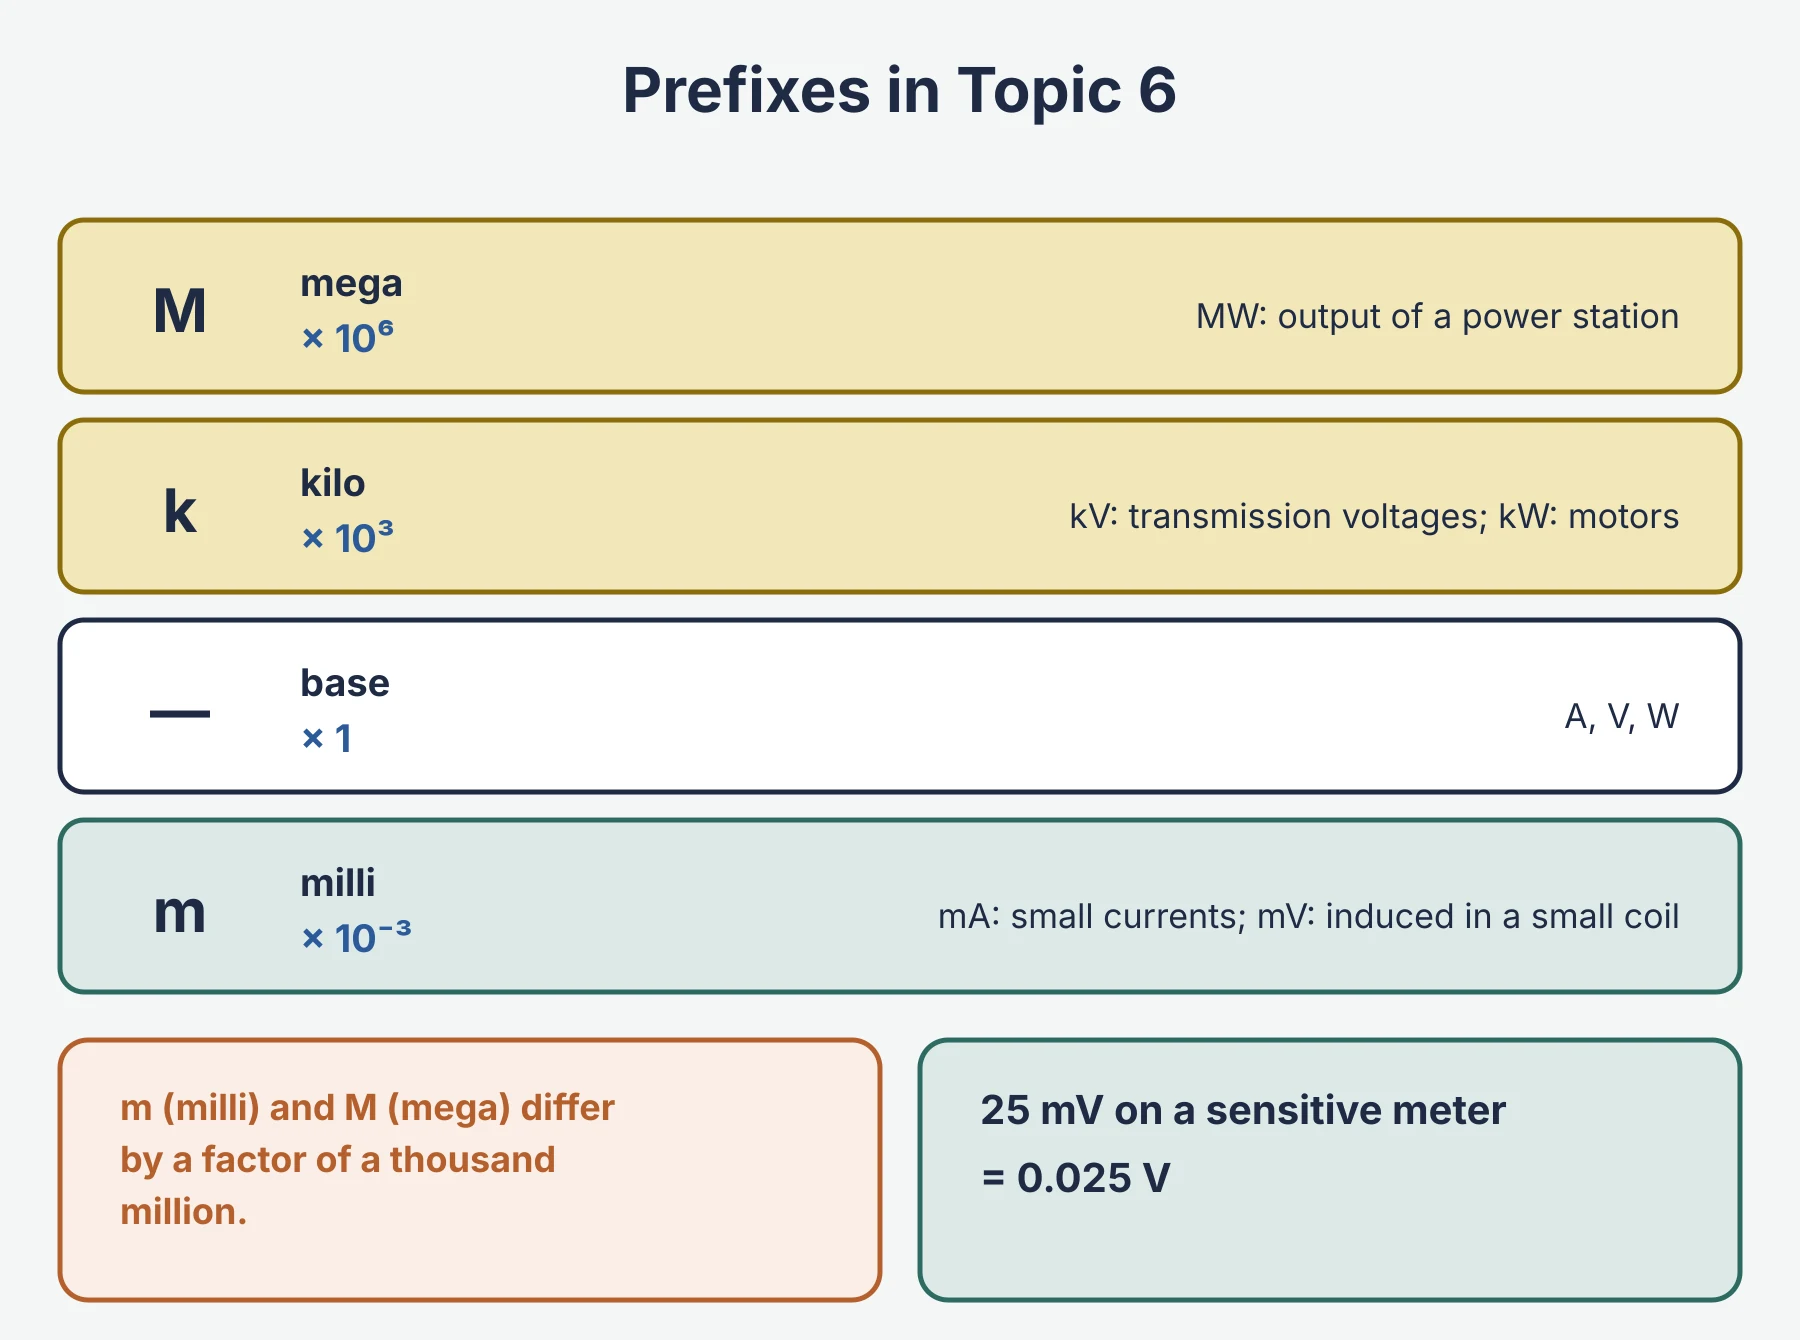 Prefixes in Topic 6
M
mega
× 10⁶
MW: output of a power station
k
kilo
× 10³
kV: transmission voltages; kW: motors
—
base
× 1
A, V, W
m
milli
× 10⁻³
mA: small currents; mV: induced in a small coil
m (milli) and M (mega) differ
by a factor of a thousand
million.
25 mV on a sensitive meter
= 0.025 V